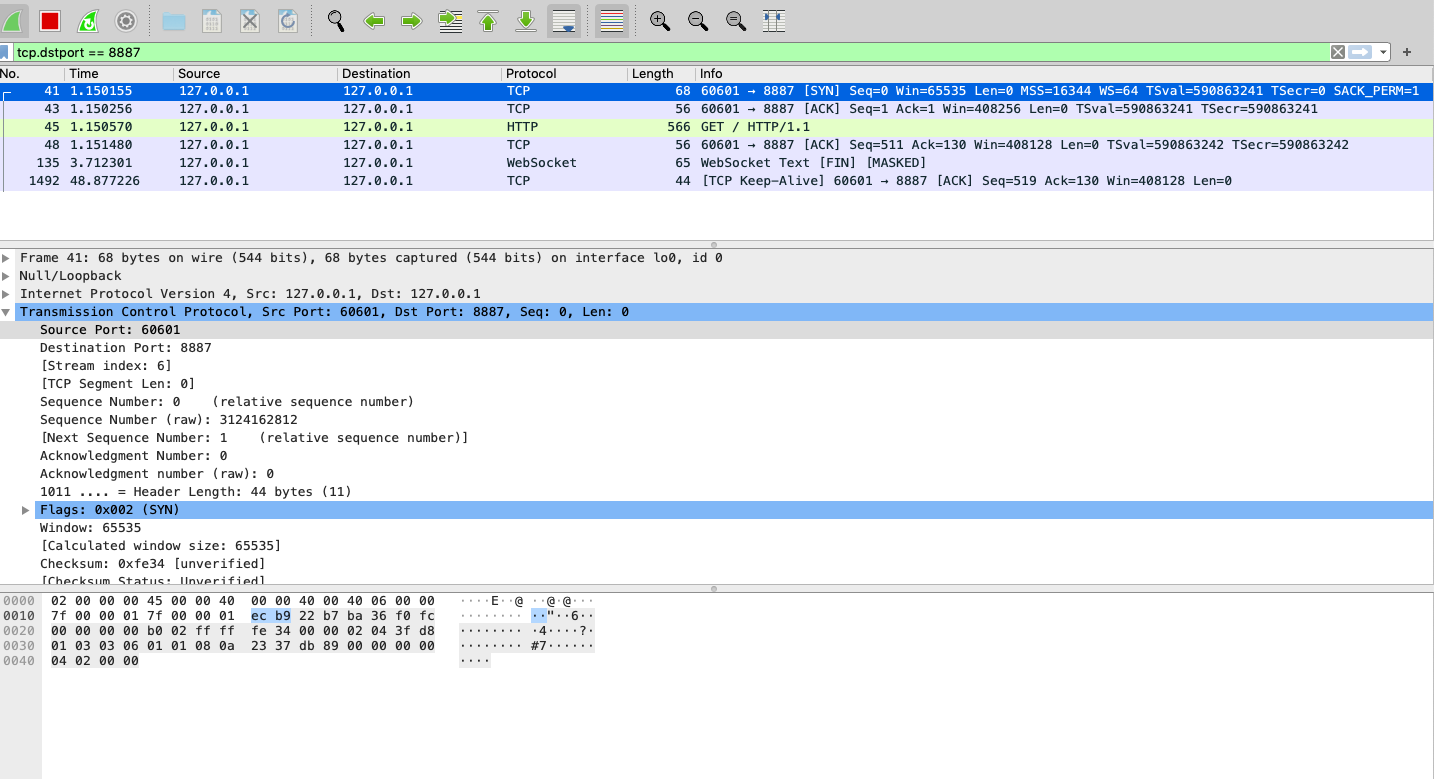 tcp.dstport == 8887
No. Time Source Destination Protocol Length Info
41 1.150155 127.0.0.1 127.0.0.1 TCP 68 60601 → 8887 [SYN] Seq=0 Win=65535 Len=0 MSS=16344 WS=64 TSval=590863241 TSecr=0 SACK_PERM=1
43 1.150256 127.0.0.1 127.0.0.1 TCP 56 60601 → 8887 [ACK] Seq=1 Ack=1 Win=408256 Len=0 TSval=590863241 TSecr=590863241
45 1.150570 127.0.0.1 127.0.0.1 HTTP 566 GET / HTTP/1.1
48 1.151480 127.0.0.1 127.0.0.1 TCP 56 60601 → 8887 [ACK] Seq=511 Ack=130 Win=408128 Len=0 TSval=590863242 TSecr=590863242
135 3.712301 127.0.0.1 127.0.0.1 WebSocket 65 WebSocket Text [FIN] [MASKED]
1492 48.877226 127.0.0.1 127.0.0.1 TCP 44 [TCP Keep-Alive] 60601 → 8887 [ACK] Seq=519 Ack=130 Win=408128 Len=0
Frame 41: 68 bytes on wire (544 bits), 68 bytes captured (544 bits) on interface lo0, id 0
Null/Loopback
Internet Protocol Version 4, Src: 127.0.0.1, Dst: 127.0.0.1
Transmission Control Protocol, Src Port: 60601, Dst Port: 8887, Seq: 0, Len: 0
Source Port: 60601
Destination Port: 8887
[Stream index: 6]
[TCP Segment Len: 0]
Sequence Number: 0 (relative sequence number)
Sequence Number (raw): 3124162812
[Next Sequence Number: 1 (relative sequence number)]
Acknowledgment Number: 0
Acknowledgment number (raw): 0
1011 .... = Header Length: 44 bytes (11)
Flags: 0x002 (SYN)
Window: 65535
[Calculated window size: 65535]
Checksum: 0xfe34 [unverified]
[Checksum Status: Unverified]
0000 02 00 00 00 45 00 00 40 00 00 40 00 40 06 00 00 ····E··@ ··@·@···
0010 7f 00 00 01 7f 00 00 01 ec b9 22 b7 ba 36 f0 fc ········ ··"··6··
0020 00 00 00 00 b0 02 ff ff fe 34 00 00 02 04 3f d8 ········ ·4····?·
0030 01 03 03 06 01 01 08 0a 23 37 db 89 00 00 00 00 ········ #7······
0040 04 02 00 00 ····